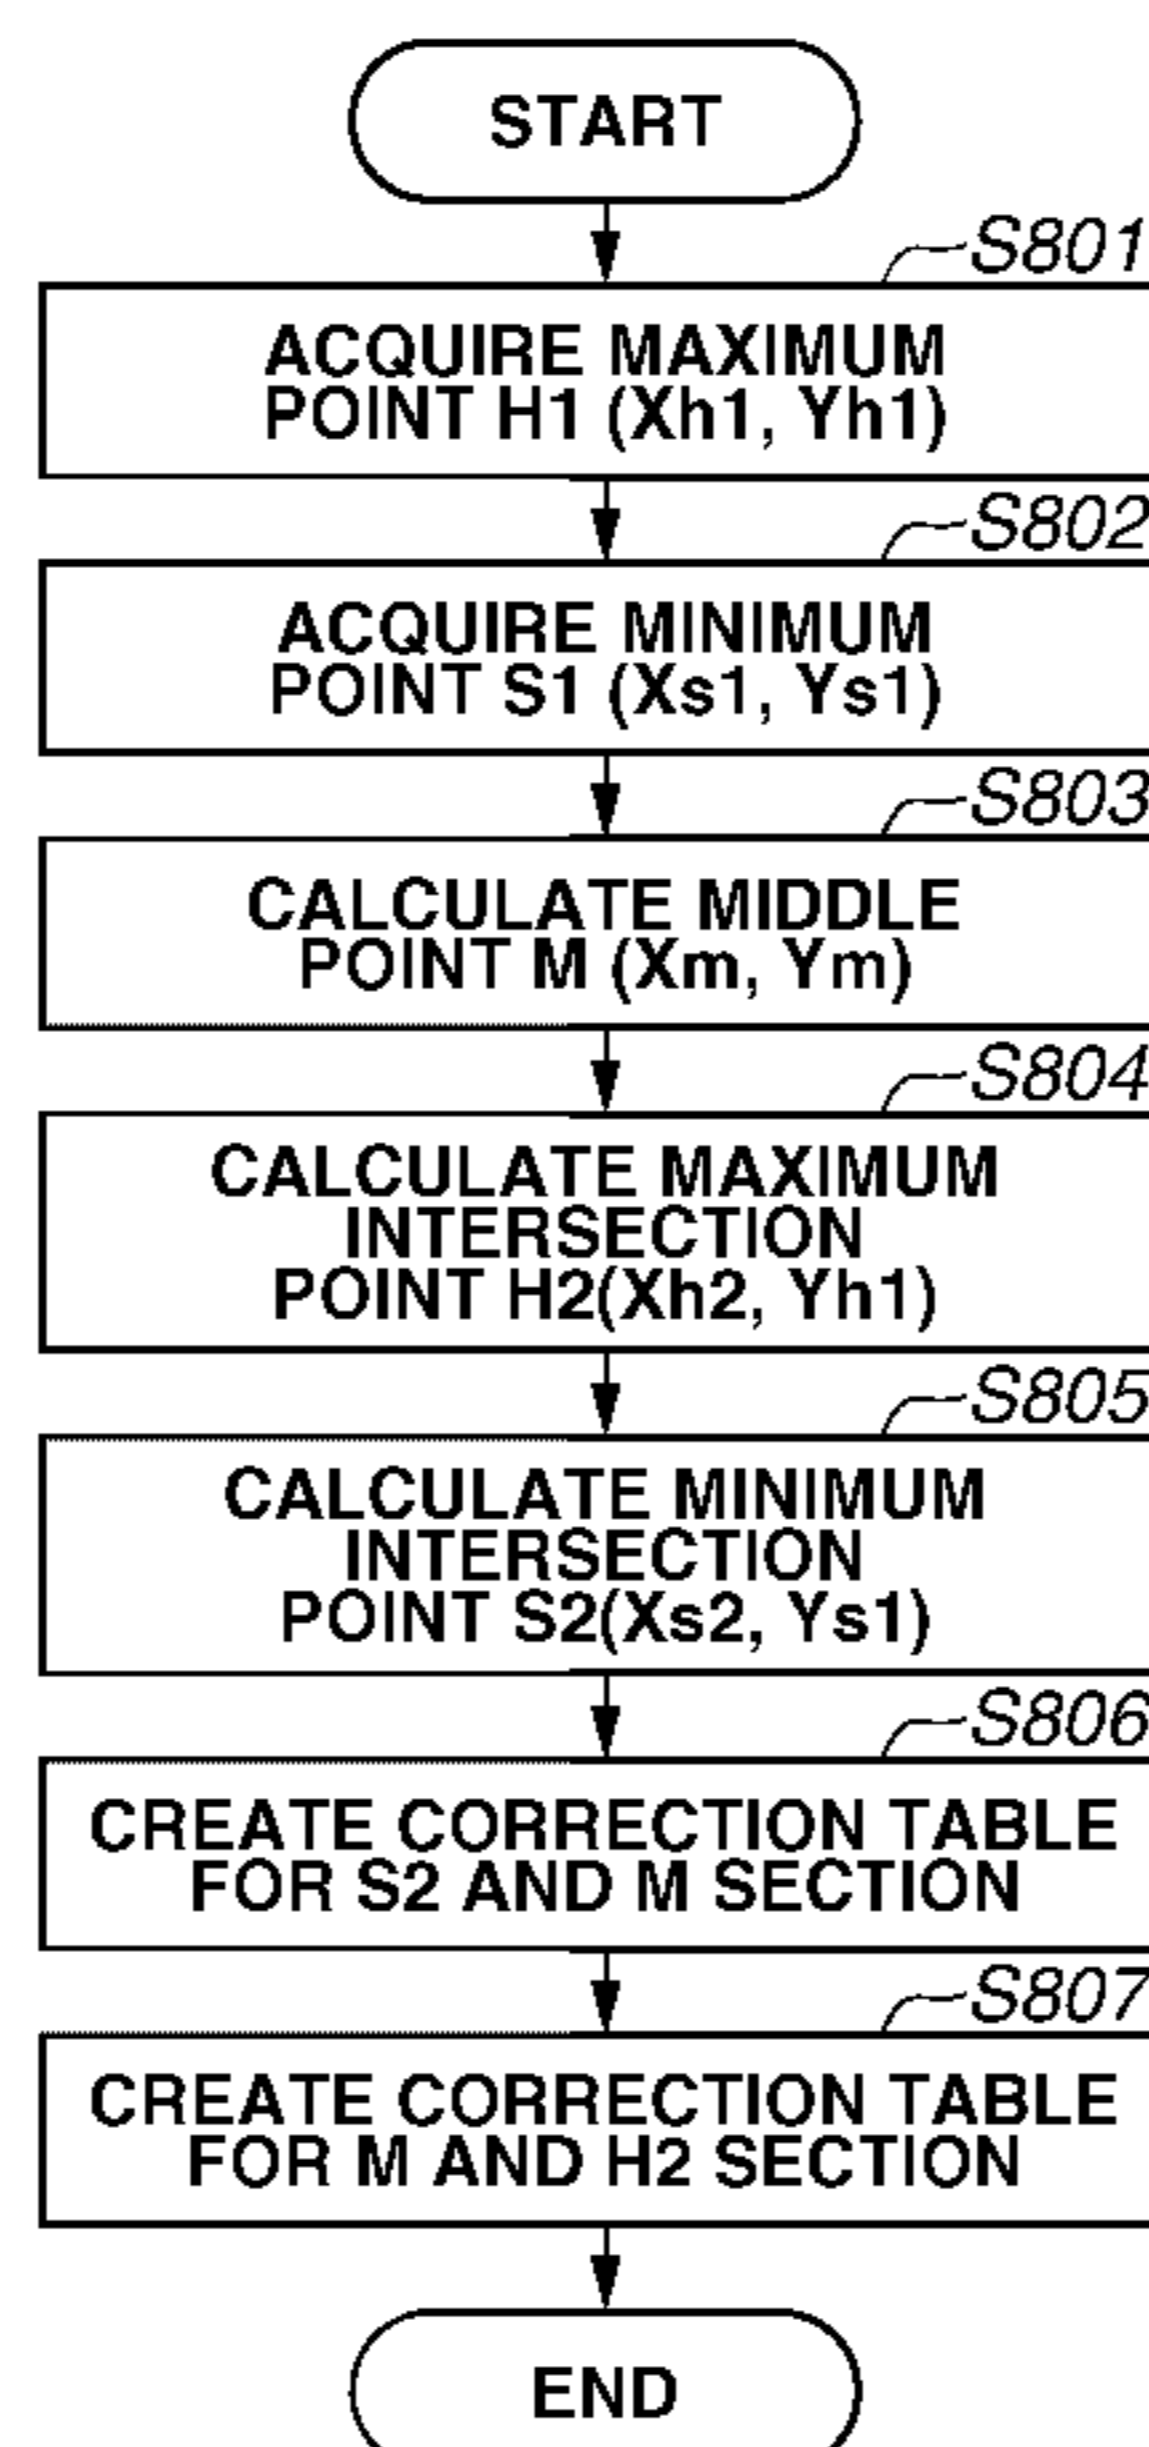 START
S801
ACQUIRE MAXIMUM
POINT H1 (Xh1, Yh1)
S802
ACQUIRE MINIMUM
POINT S1 (Xs1, Ys1)
S803
CALCULATE MIDDLE
POINT M (Xm, Ym)
S804
CALCULATE MAXIMUM
INTERSECTION
POINT H2(Xh2, Yh1)
S805
CALCULATE MINIMUM
INTERSECTION
POINT S2(Xs2, Ys1)
S806
CREATE CORRECTION TABLE
FOR S2 AND M SECTION
S807
CREATE CORRECTION TABLE
FOR M AND H2 SECTION
END